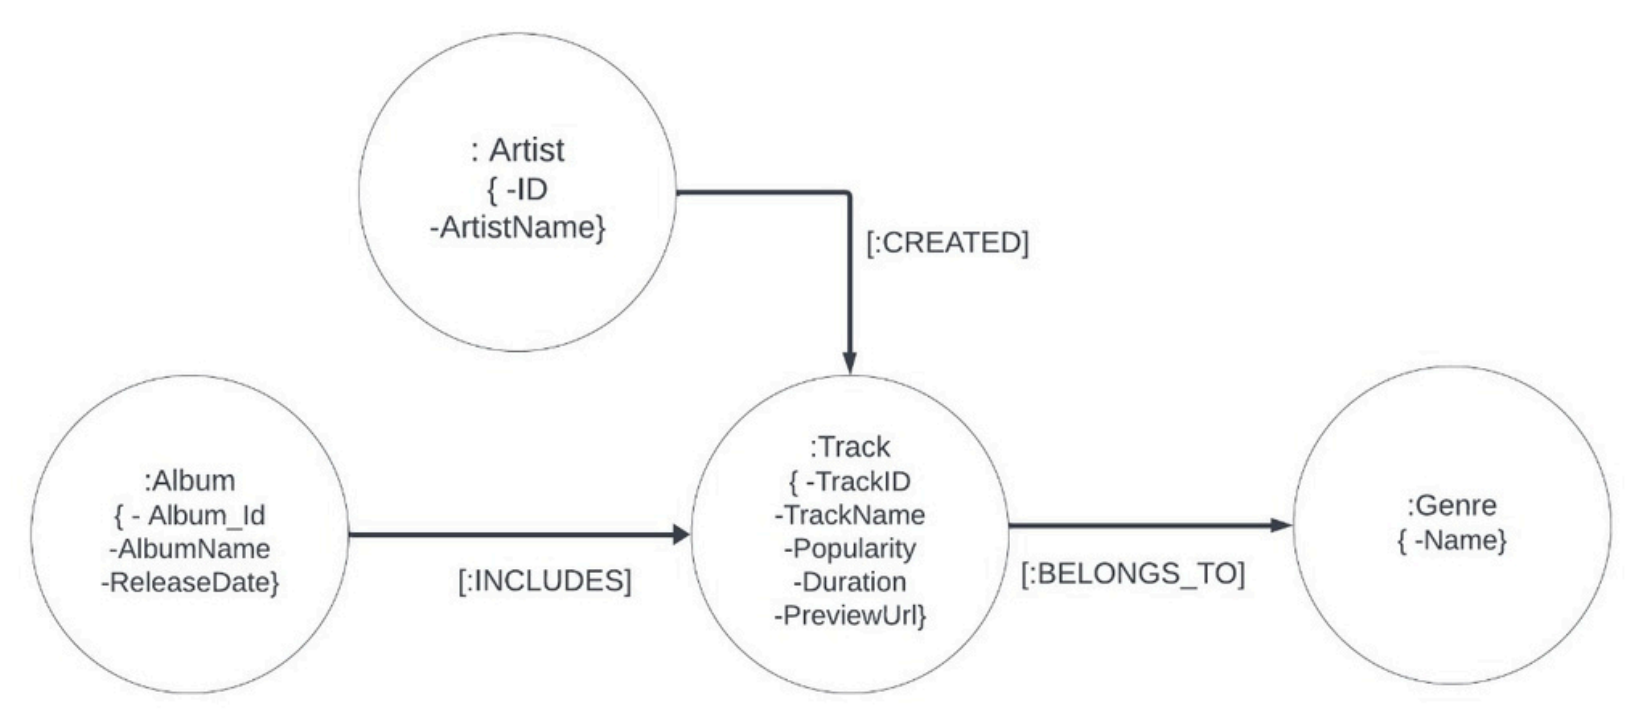 : Artist
{ -ID
-ArtistName}
[:CREATED]
:Album
{ - Album_Id
-AlbumName
-ReleaseDate}
[:INCLUDES]
:Track
{ -TrackID
-TrackName
-Popularity
-Duration
-PreviewUrl}
[:BELONGS_TO]
:Genre
{ -Name}